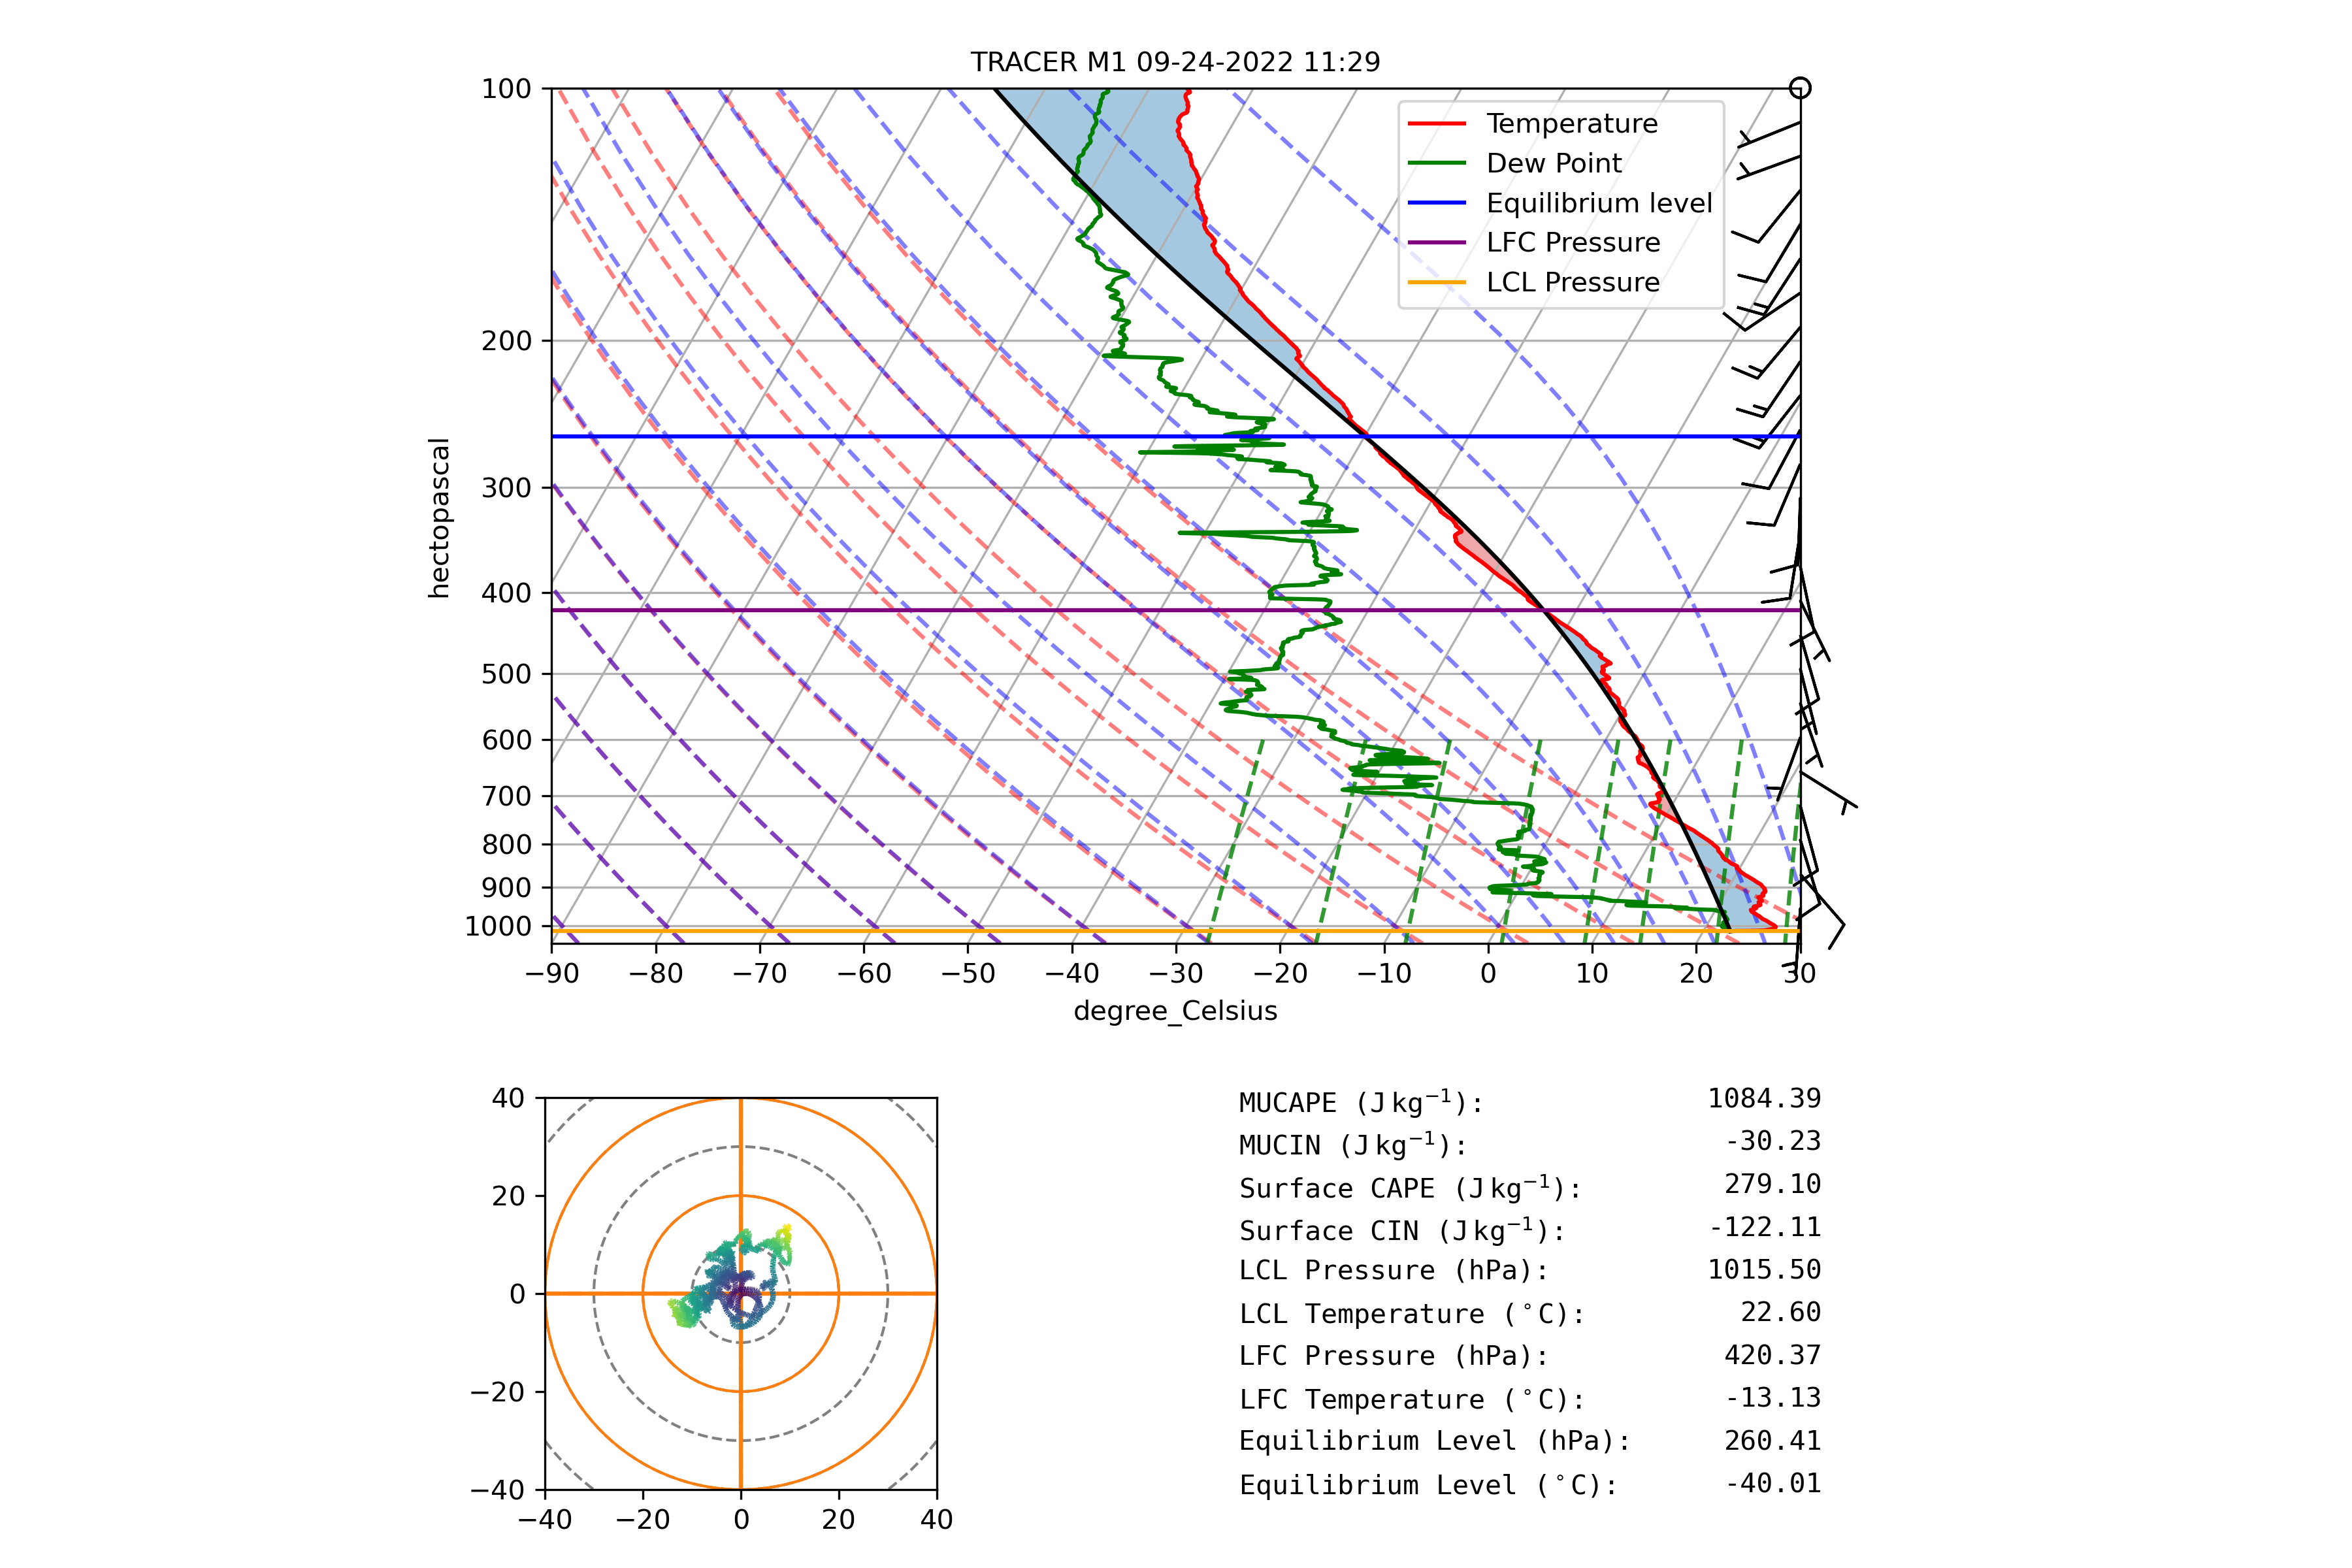 TRACER M1 09-24-2022 11:29
100
200
300
400
500
600
700
800
900
1000
hectopascal
Temperature
Dew Point
Equilibrium level
LFC Pressure
LCL Pressure
−90 −80 −70 −60 −50 −40 −30 −20 −10 0 10 20 30
degree_Celsius
40
20
0
−20
−40
−40 −20 0 20 40
MUCAPE (J kg⁻¹): 1084.39
MUCIN (J kg⁻¹): -30.23
Surface CAPE (J kg⁻¹): 279.10
Surface CIN (J kg⁻¹): -122.11
LCL Pressure (hPa): 1015.50
LCL Temperature (°C): 22.60
LFC Pressure (hPa): 420.37
LFC Temperature (°C): -13.13
Equilibrium Level (hPa): 260.41
Equilibrium Level (°C): -40.01